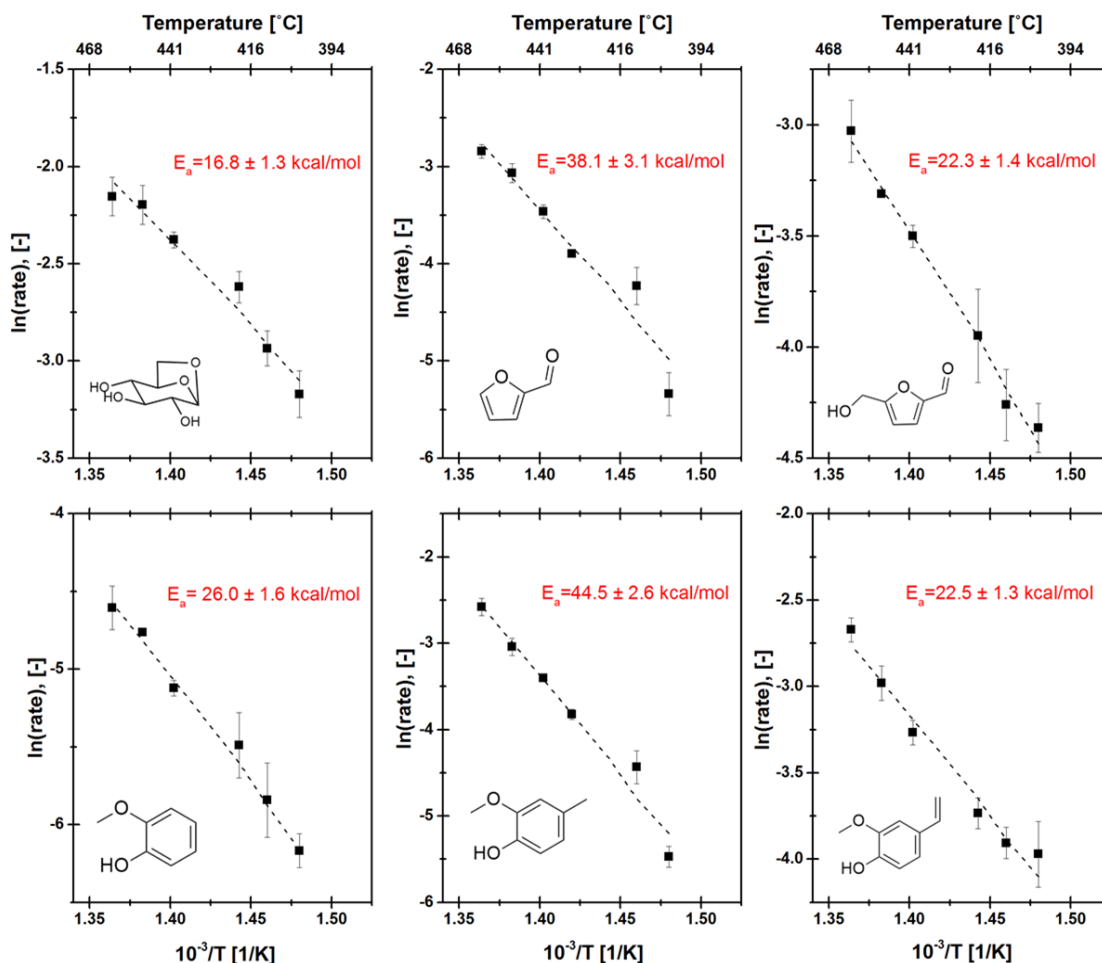 Temperature [˚C]
468 441 416 394
-1.5
-2.0
-2.5
-3.0
-3.5
ln(rate), [-]
Ea=16.8 ± 1.3 kcal/mol
HO
HO
OH
OH
O
O
1.35 1.40 1.45 1.50
Temperature [˚C]
468 441 416 394
-2
-3
-4
-5
-6
ln(rate), [-]
Ea=38.1 ± 3.1 kcal/mol
O
O
1.35 1.40 1.45 1.50
Temperature [˚C]
468 441 416 394
-3.0
-3.5
-4.0
-4.5
ln(rate), [-]
Ea=22.3 ± 1.4 kcal/mol
HO
O
O
1.35 1.40 1.45 1.50
-4
-5
-6
ln(rate), [-]
Ea= 26.0 ± 1.6 kcal/mol
O
HO
1.35 1.40 1.45 1.50
10-3/T [1/K]
-2
-3
-4
-5
-6
ln(rate), [-]
Ea=44.5 ± 2.6 kcal/mol
O
HO
1.35 1.40 1.45 1.50
10-3/T [1/K]
-2.0
-2.5
-3.0
-3.5
-4.0
ln(rate), [-]
Ea=22.5 ± 1.3 kcal/mol
O
HO
1.35 1.40 1.45 1.50
10-3/T [1/K]